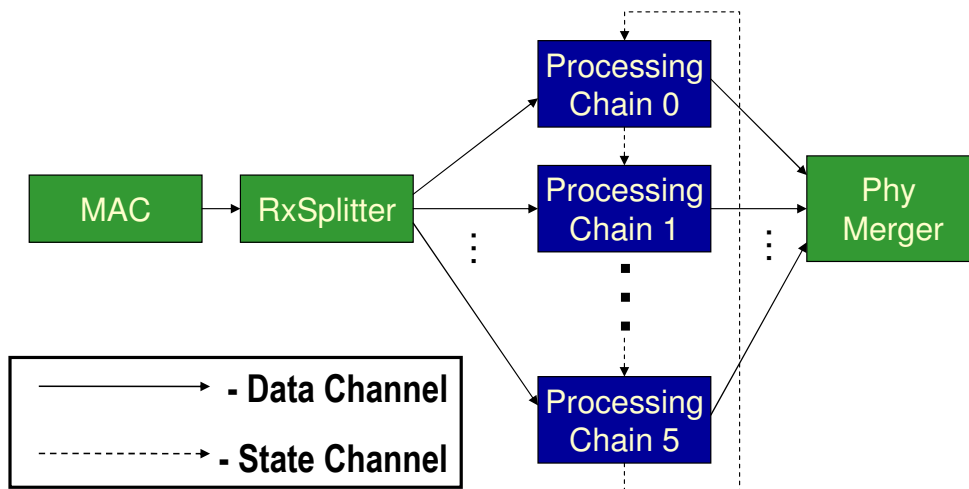 Processing
Chain 0
MAC
RxSplitter
Processing
Chain 1
Phy
Merger
Processing
Chain 5
- Data Channel
- State Channel